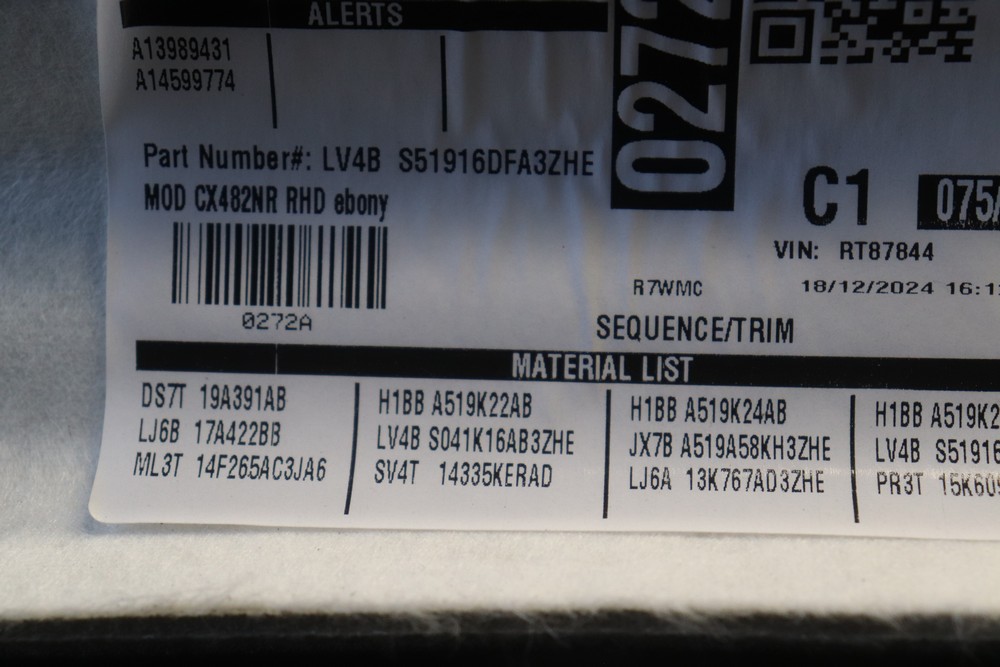 ALERTS
A13989431
A14599774
0272
Part Number#: LV4B S51916DFA3ZHE
MOD CX482NR RHD ebony
0272A
C1 075
VIN: RT87844
R7WMC 18/12/2024 16:1
SEQUENCE/TRIM
MATERIAL LIST
DS7T 19A391AB H1BB A519K22AB H1BB A519K24AB H1BB A519K2
LJ6B 17A422BB LV4B S041K16AB3ZHE JX7B A519A58KH3ZHE LV4B S51916
ML3T 14F265AC3JA6 SV4T 14335KERAD LJ6A 13K767AD3ZHE PR3T 15K60